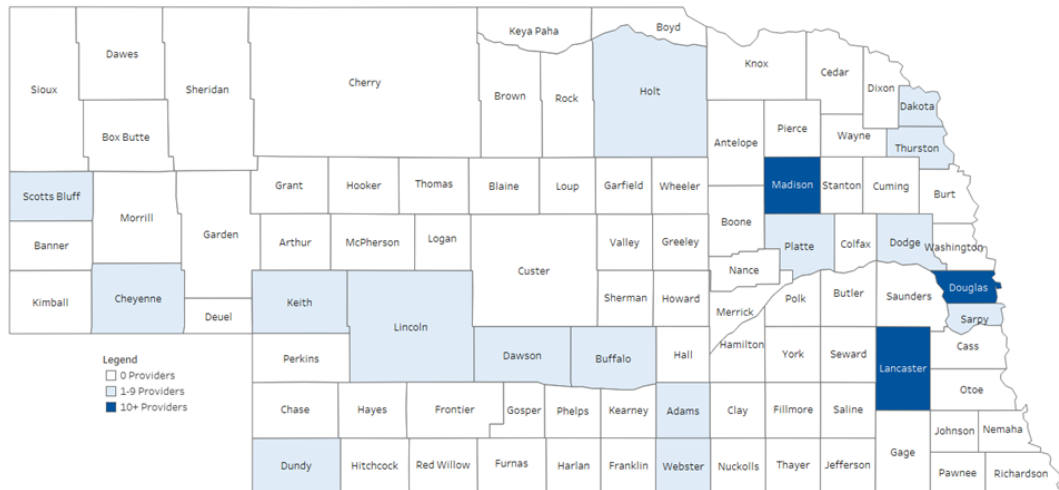 Keya Paha
Boyd
Dawes
Knox
Cedar
Sioux
Sheridan
Cherry
Dixon
Brown
Rock
Holt
Dakota
Box Butte
Pierce
Wayne
Antelope
Thurston
Grant
Hooker
Thomas
Blaine
Loup
Garfield
Wheeler
Madison
Stanton
Cuming
Scotts Bluff
Burt
Morrill
Boone
Garden
Banner
Arthur
McPherson
Logan
Valley
Greeley
Platte
Colfax
Dodge
Washington
Custer
Nance
Kimball
Cheyenne
Keith
Sherman
Howard
Polk
Butler
Saunders
Douglas
Deuel
Lincoln
Merrick
Sarpy
Perkins
Dawson
Buffalo
Hall
Hamilton
York
Seward
Cass
Lancaster
Otoe
Legend
0 Providers
1-9 Providers
10+ Providers
Chase
Hayes
Frontier
Gosper
Phelps
Kearney
Adams
Clay
Fillmore
Saline
Johnson
Nemaha
Gage
Dundy
Hitchcock
Red Willow
Furnas
Harlan
Franklin
Webster
Nuckolls
Thayer
Jefferson
Pawnee
Richardson